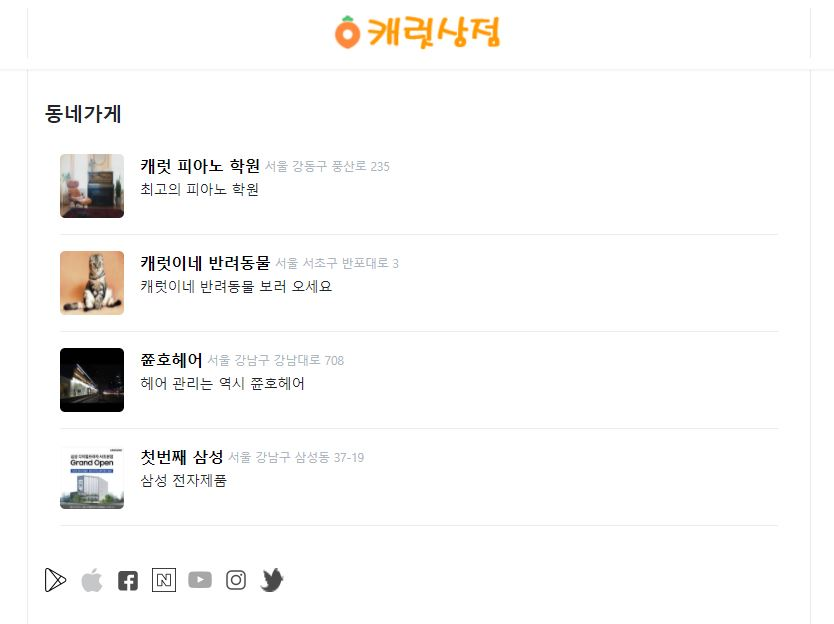 캐럿상점
동네가게
캐럿 피아노 학원 서울 강동구 풍산로 235
최고의 피아노 학원
캐럿이네 반려동물 서울 서초구 반포대로 3
캐럿이네 반려동물 보러 오세요
쮼호헤어 서울 강남구 강남대로 708
헤어 관리는 역시 쮼호헤어
Grand Open
첫번째 삼성 서울 강남구 삼성동 37-19
삼성 전자제품